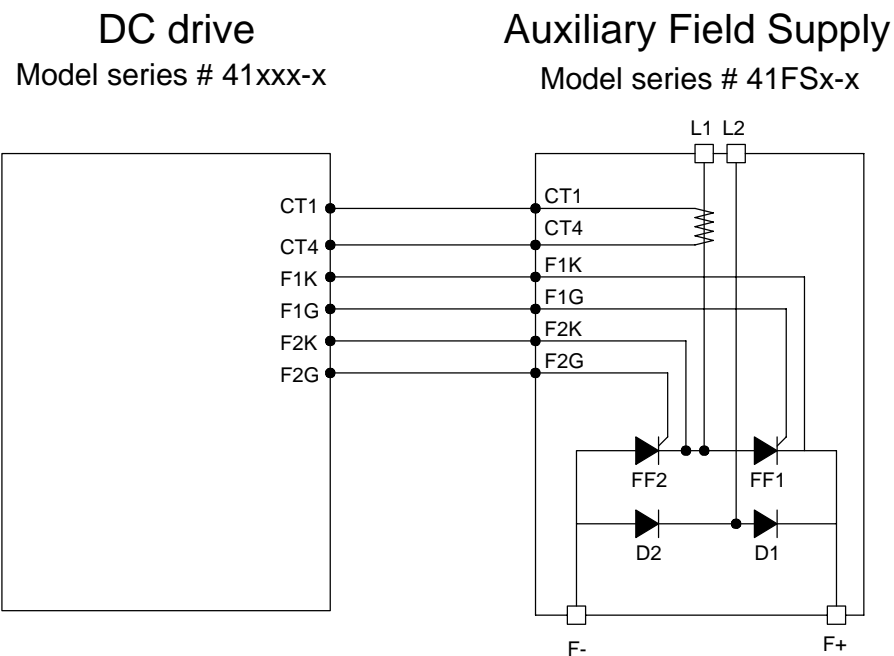 DC drive
Model series # 41xxx-x
Auxiliary Field Supply
Model series # 41FSx-x
L1 L2
CT1
CT4
F1K
F1G
F2K
F2G
CT1
CT4
F1K
F1G
F2K
F2G
FF2
FF1
D2
D1
F-
F+